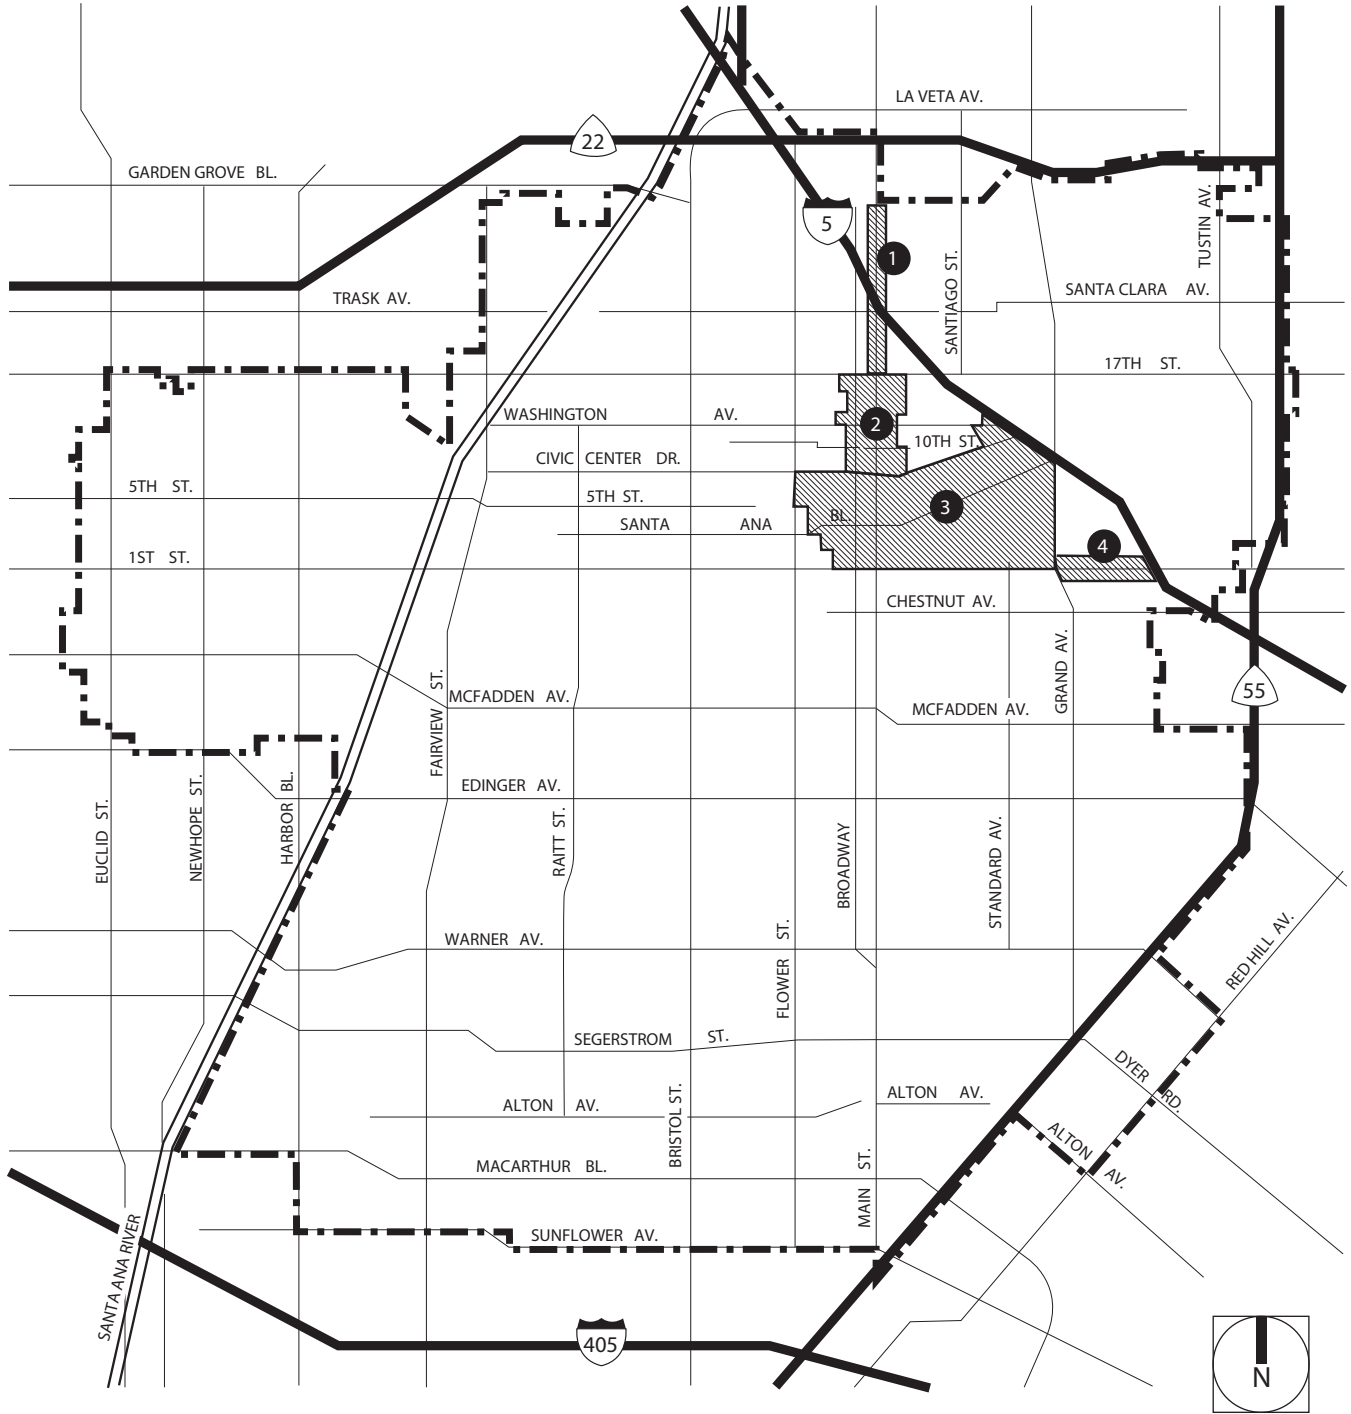 LA VETA AV.
22
GARDEN GROVE BL.
TUSTIN AV.
5
1
SANTIAGO ST.
TRASK AV.
SANTA CLARA AV.
17TH ST.
WASHINGTON AV.
2
10TH ST.
CIVIC CENTER DR.
5TH ST.
5TH ST.
3
SANTA ANA BL.
4
1ST ST.
CHESTNUT AV.
GRAND AV.
FAIRVIEW ST.
MCFADDEN AV.
MCFADDEN AV.
55
EDINGER AV.
EUCLID ST.
NEWHOPE ST.
HARBOR BL.
RAITT ST.
BROADWAY
STANDARD AV.
WARNER AV.
FLOWER ST.
RED HILL AV.
SEGERSTROM ST.
DYER RD.
ALTON AV.
ALTON AV.
BRISTOL ST.
ALTON AV.
MACARTHUR BL.
MAIN ST.
SUNFLOWER AV.
SANTA ANA RIVER
405
N